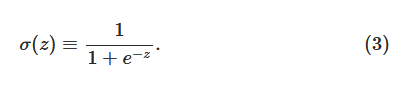 σ(z) ≡ 1 / (1 + e^{−z}). (3)